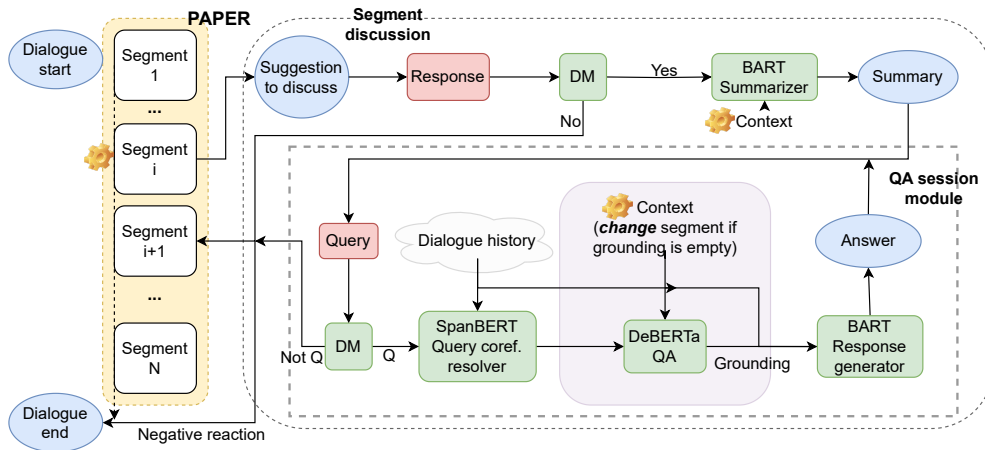 PAPER
Dialogue
start
Segment
1
...
Segment
i
Segment
i+1
...
Segment
N
Dialogue
end
Segment
discussion
Suggestion
to discuss
Response
DM
Yes
No
BART
Summarizer
Context
Summary
QA session
module
Query
Dialogue history
Context
(change segment if
grounding is empty)
Answer
Not Q
DM
Q
SpanBERT
Query coref.
resolver
DeBERTa
QA
Grounding
BART
Response
generator
Negative reaction